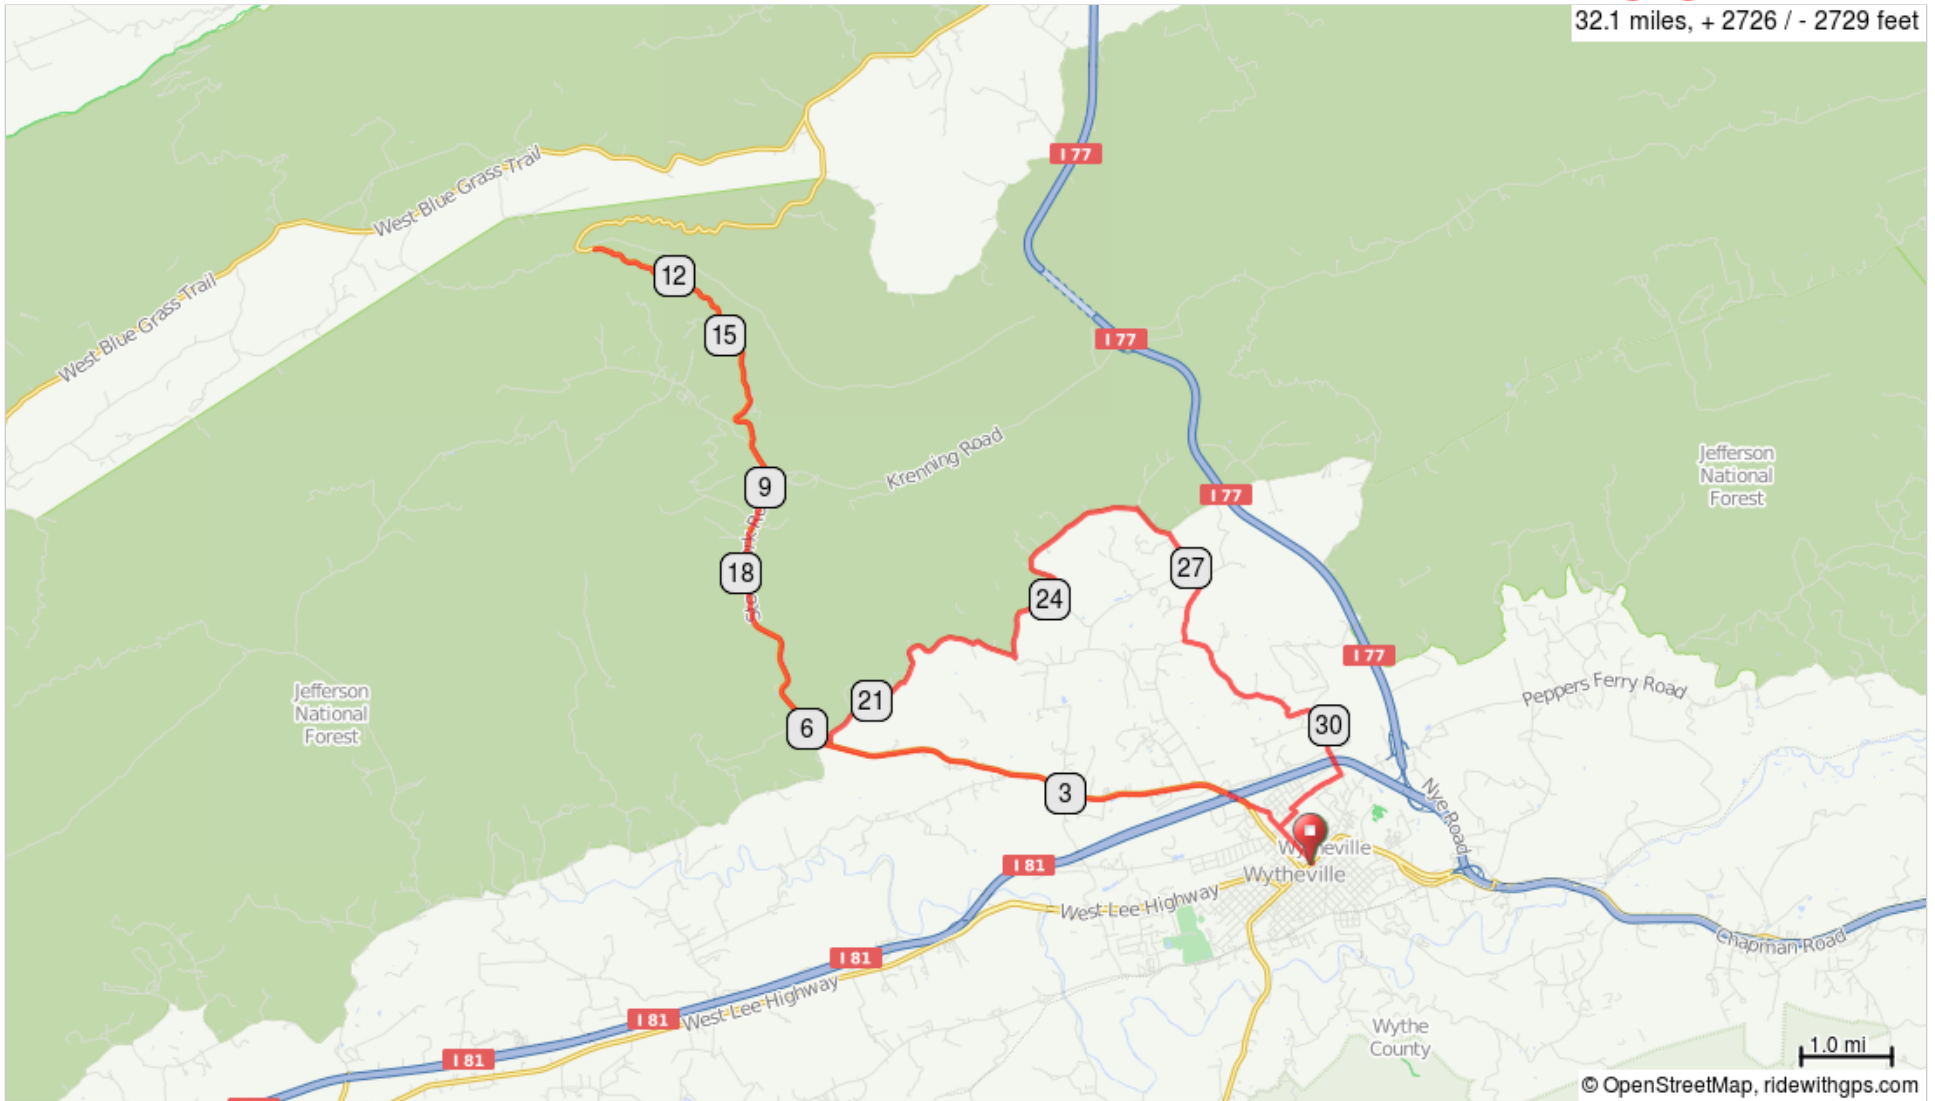 32.1 miles, + 2726 / - 2729 feet
I 77
West Blue Grass Trail
12
West Blue Grass Trail
15
I 77
Krenning Road
9
I 77
Jefferson
National
Forest
18
27
24
I 77
Jefferson
National
Forest
21
6
Peppers Ferry Road
30
3
Nye Road
Wytheville
I 81
Wytheville
West Lee Highway
Chapman Road
I 81
West Lee Highway
I 81
Wythe
County
I 81
1.0 mi
© OpenStreetMap, ridewithgps.com